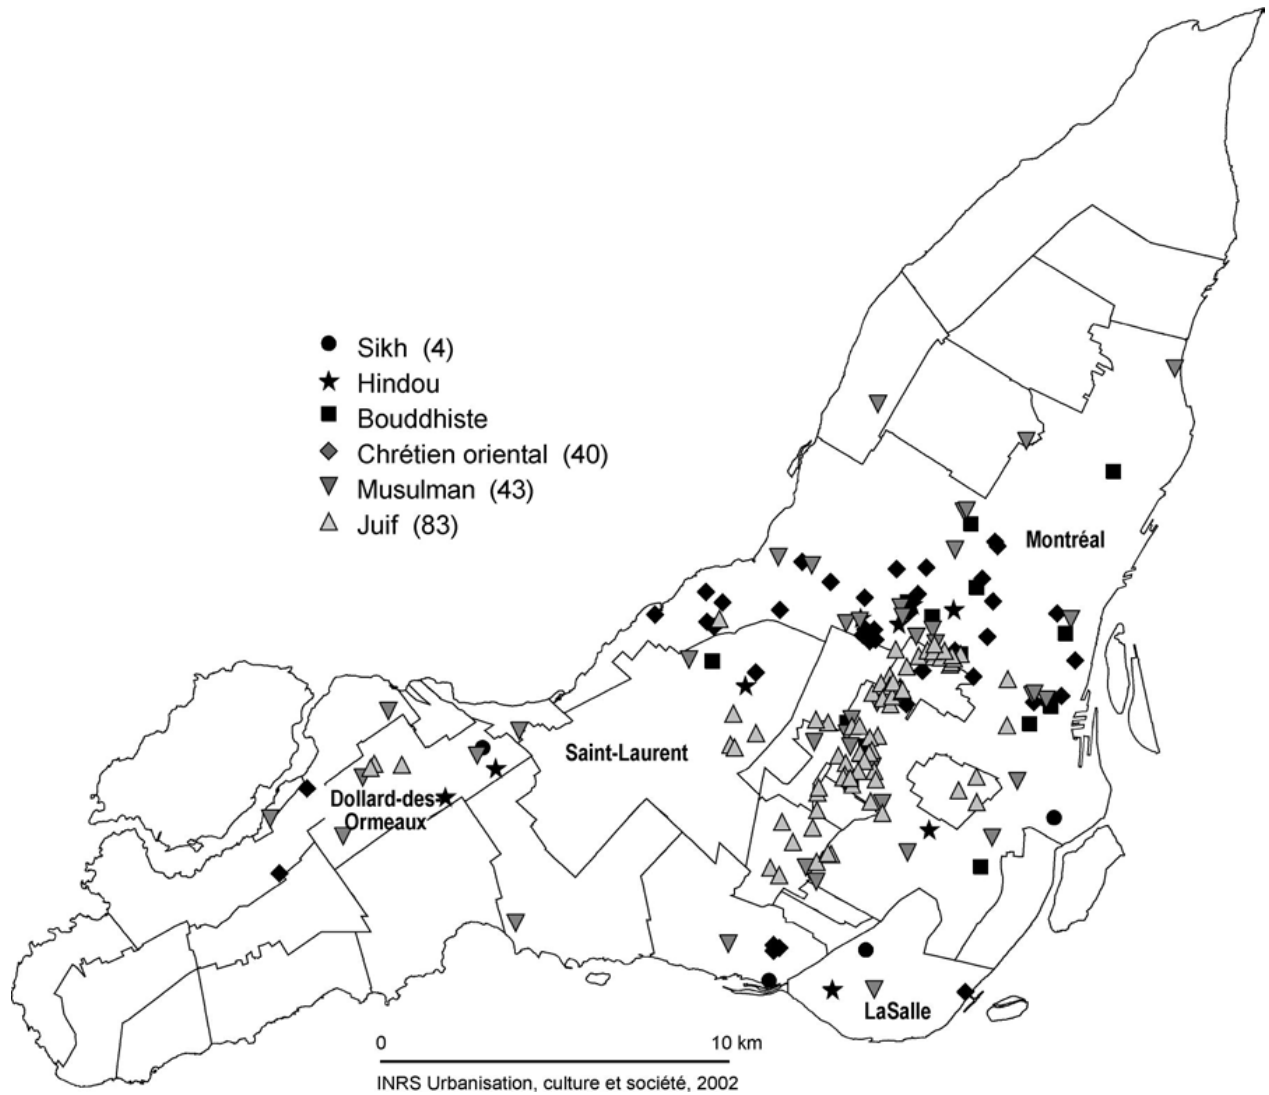 Sikh (4)
Hindou
Bouddhiste
Chrétien oriental (40)
Musulman (43)
Juif (83)
Montréal
Saint-Laurent
Dollard-des-
Ormeaux
LaSalle
0 10 km
INRS Urbanisation, culture et société, 2002